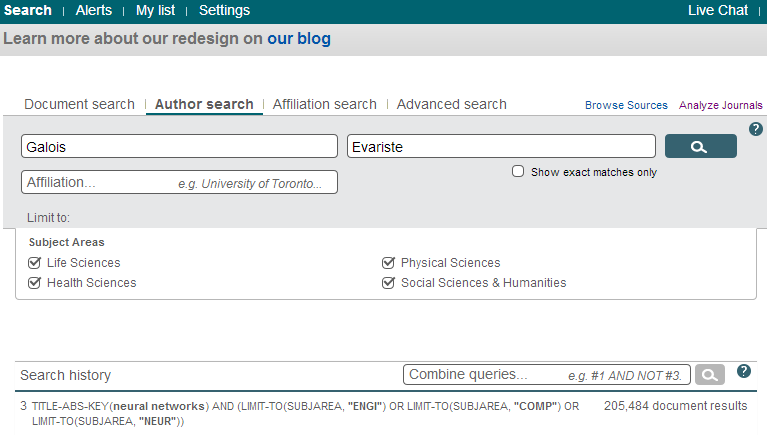 Search | Alerts | My list | Settings Live Chat |
Learn more about our redesign on our blog
Document search | Author search | Affiliation search | Advanced search Browse Sources Analyze Journals
?
Galois Evariste
Show exact matches only
Affiliation... e.g. University of Toronto...
Limit to:
Subject Areas
Life Sciences Physical Sciences
Health Sciences Social Sciences & Humanities
Search history Combine queries... e.g. #1 AND NOT #3. ?
3 TITLE-ABS-KEY(neural networks) AND (LIMIT-TO(SUBJAREA, "ENGI") OR LIMIT-TO(SUBJAREA, "COMP") OR 205,484 document results
LIMIT-TO(SUBJAREA, "NEUR"))